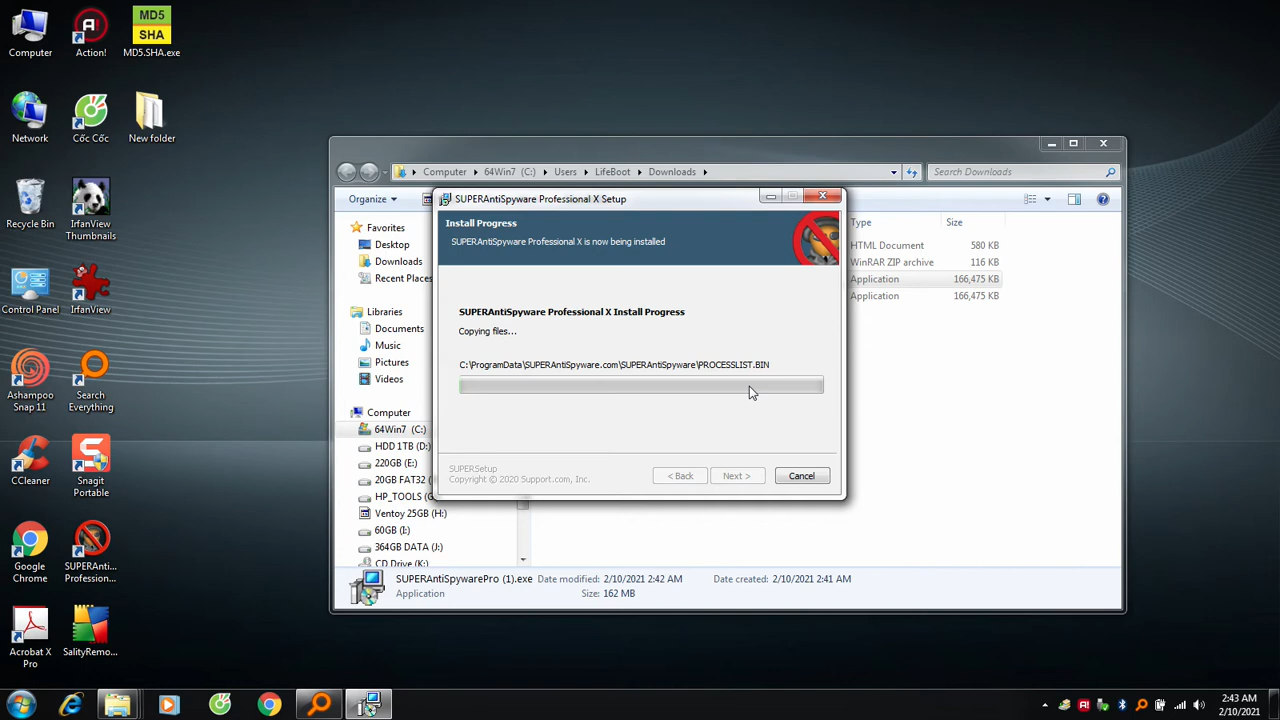 Computer
Action!
MD5
SHA
MD5.SHA.exe
Network
Cốc Cốc
New folder
Recycle Bin
IrfanView
Thumbnails
Control Panel
IrfanView
Ashampoo
Snap 11
Search
Everything
CCleaner
Snagit
Portable
Google
Chrome
SUPERAnti...
Profession...
Acrobat X
Pro
SalityRemo...
Computer
64Win7 (C:)
Users
LifeBoot
Downloads
Search Downloads
Organize
Favorites
Desktop
Downloads
Recent Places
Libraries
Documents
Music
Pictures
Videos
Computer
64Win7 (C:)
HDD 1TB (D:)
220GB (E:)
20GB FAT32
HP_TOOLS (
Ventoy 25GB (H:)
60GB (I:)
364GB DATA (J:)
CD Drive (K:)
Type
Size
HTML Document
580 KB
WinRAR ZIP archive
116 KB
Application
166,475 KB
Application
166,475 KB
SUPERAntiSpyware Professional X Setup
Install Progress
SUPERAntiSpyware Professional X is now being installed
SUPERAntiSpyware Professional X Install Progress
Copying files...
C:\ProgramData\SUPERAntiSpyware.com\SUPERAntiSpyware\PROCESSLIST.BIN
SUPERSetup
Copyright © 2020 Support.com, Inc.
< Back
Next >
Cancel
SUPERAntiSpywarePro (1).exe
Date modified: 2/10/2021 2:42 AM
Date created: 2/10/2021 2:41 AM
Application
Size: 162 MB
2:43 AM
2/10/2021